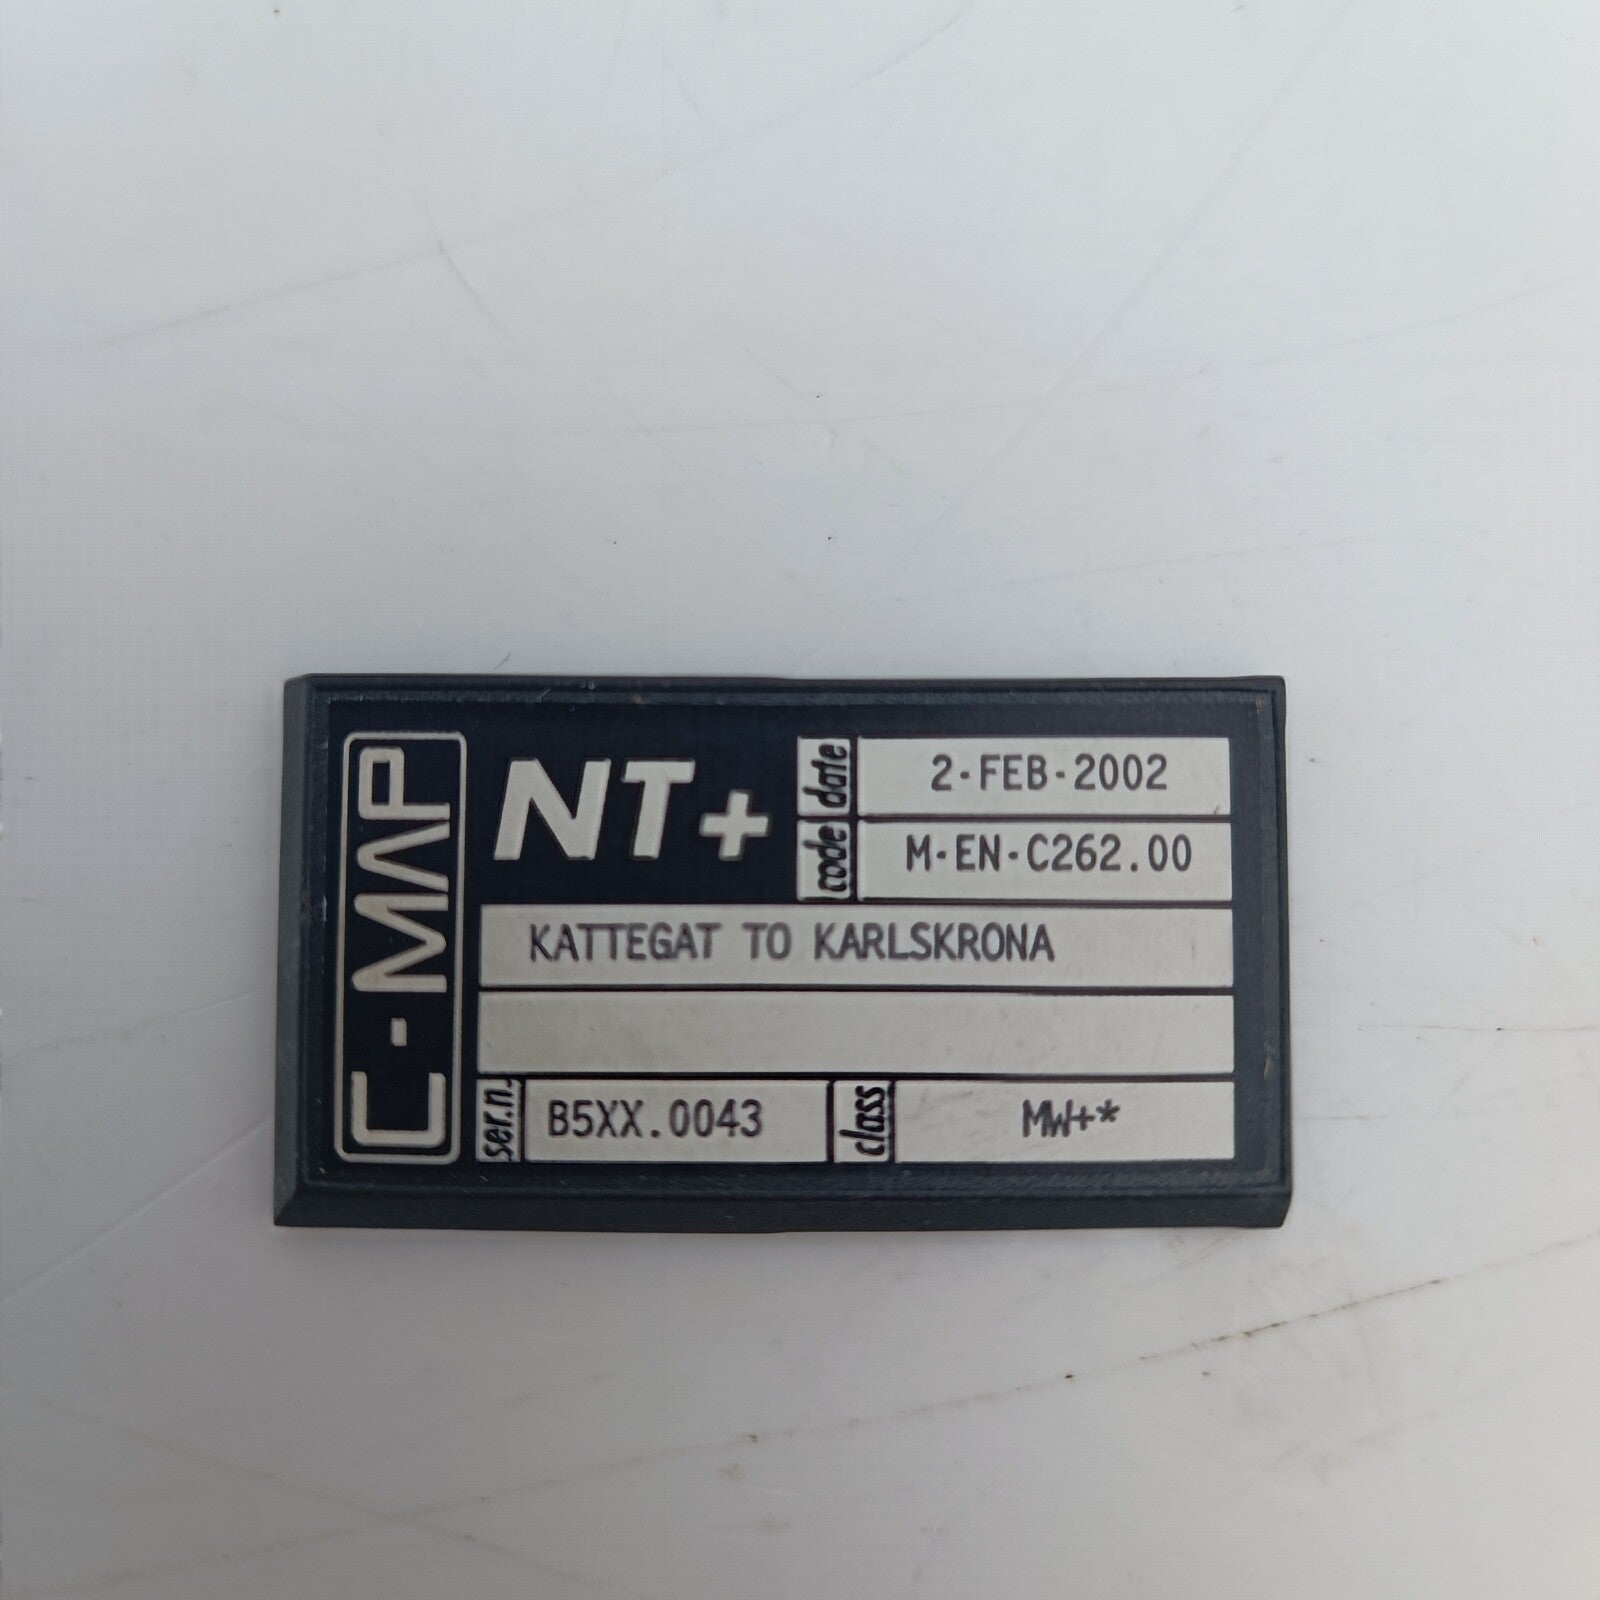 C-MAP
NT+
date 2-FEB-2002
code M-EN-C262.00
KATTEGAT TO KARLSKRONA
ser.n. B5XX.0043 class MW+*